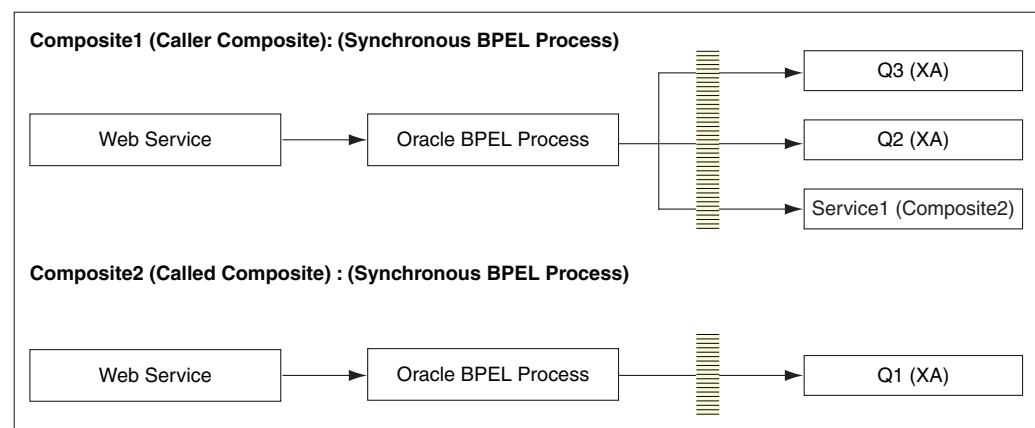 Composite1 (Caller Composite): (Synchronous BPEL Process)
Q3 (XA)
Web Service
Oracle BPEL Process
Q2 (XA)
Service1 (Composite2)
Composite2 (Called Composite) : (Synchronous BPEL Process)
Web Service
Oracle BPEL Process
Q1 (XA)